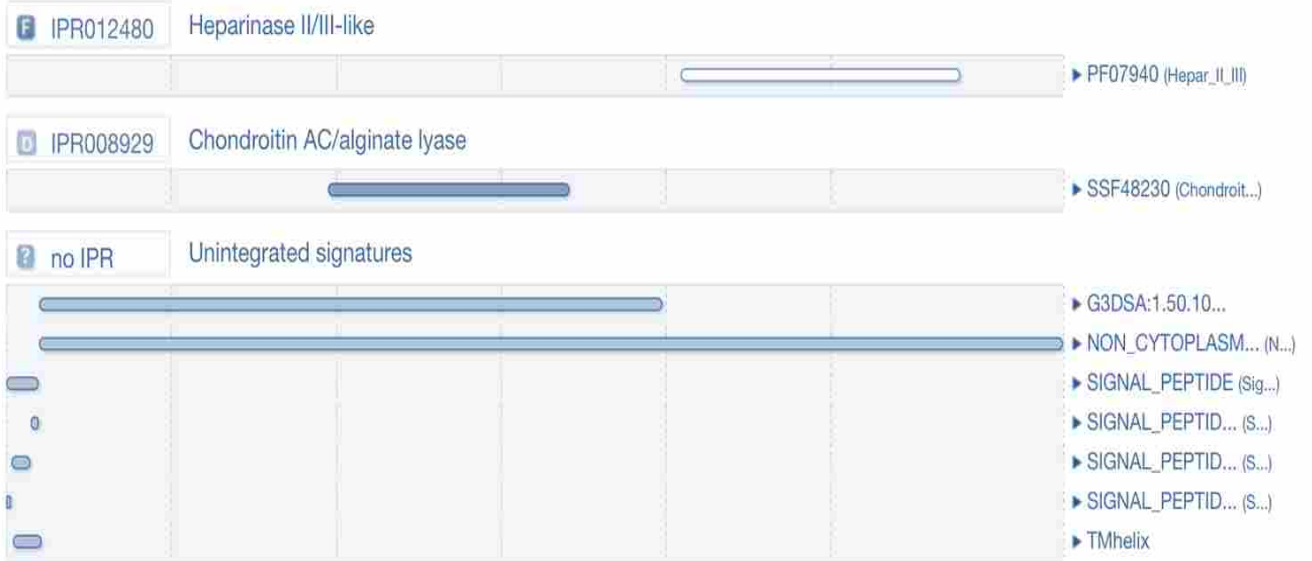 F IPR012480 Heparinase II/III-like
PF07940 (Hepar_II_III)
D IPR008929 Chondroitin AC/alginate lyase
SSF48230 (Chondroit...)
? no IPR Unintegrated signatures
G3DSA:1.50.10...
NON_CYTOPLASM... (N...)
SIGNAL_PEPTIDE (Sig...)
SIGNAL_PEPTID... (S...)
SIGNAL_PEPTID... (S...)
SIGNAL_PEPTID... (S...)
TMhelix